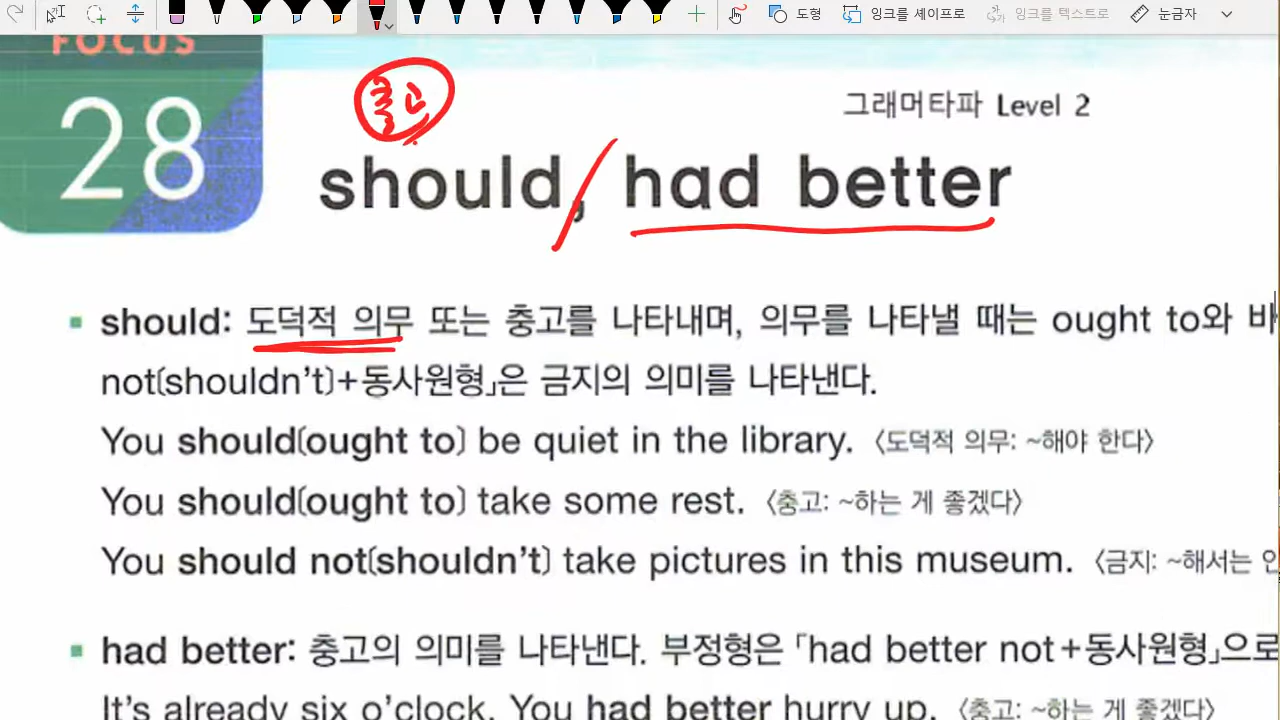 도형
잉크를 셰이프로
잉크를 텍스트로
눈금자
FOCUS
28
충고
그래머타파 Level 2
should, had better
should: 도덕적 의무 또는 충고를 나타내며, 의무를 나타낼 때는 ought to와 바
not(shouldn't)+동사원형」은 금지의 의미를 나타낸다.
You should(ought to) be quiet in the library. 〈도덕적 의무: ~해야 한다〉
You should(ought to) take some rest. 〈충고: ~하는 게 좋겠다〉
You should not(shouldn't) take pictures in this museum. 〈금지: ~해서는 안
had better: 충고의 의미를 나타낸다. 부정형은 「had better not+동사원형」으로
It's already six o'clock. You had better hurry up. 〈충고: ~하는 게 좋겠다〉